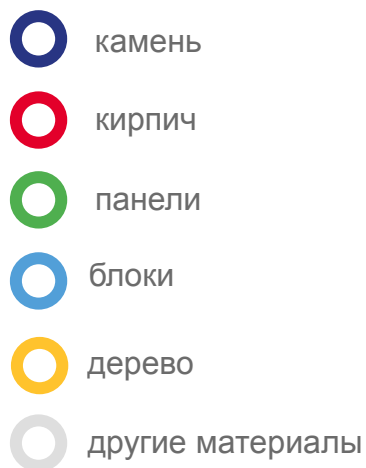 камень
кирпич
панели
блоки
дерево
другие материалы